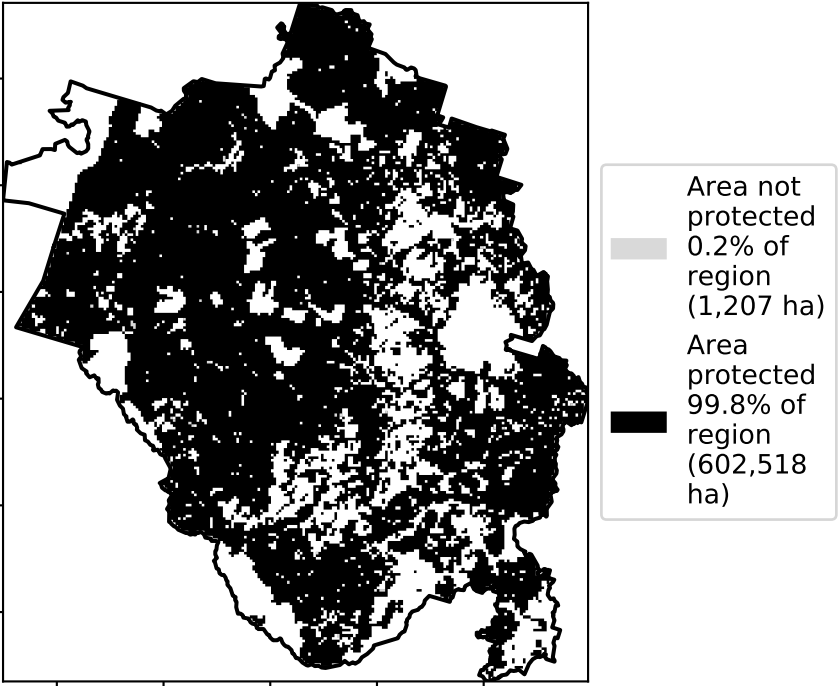 Area not
protected
0.2% of
region
(1,207 ha)
Area
protected
99.8% of
region
(602,518
ha)